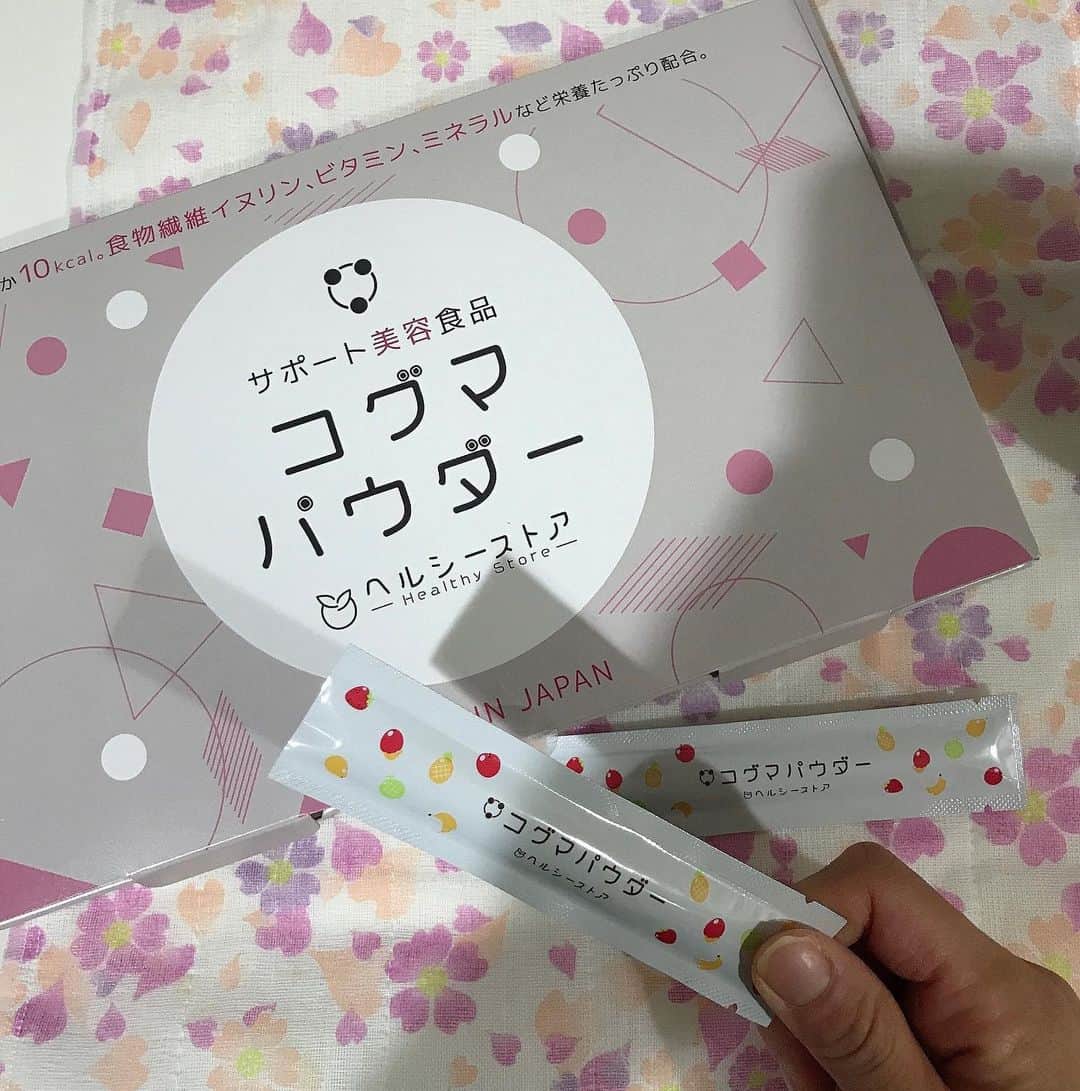 か10kcal。食物繊維イヌリン、ビタミン、ミネラルなど栄養たっぷり配合。
サポート美容食品
コグマ
パウダー
ヘルシーストア
Healthy Store
IN JAPAN
コグマパウダー
ヘルシーストア
コグマパウダー
ヘルシーストア